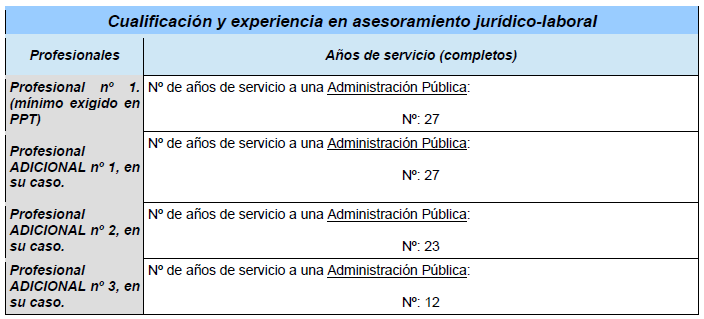 Cualificación y experiencia en asesoramiento jurídico-laboral
Profesionales
Años de servicio (completos)
Profesional nº 1.
(mínimo exigido en
PPT)
Nº de años de servicio a una Administración Pública:
Nº: 27
Profesional
ADICIONAL nº 1, en
su caso.
Nº de años de servicio a una Administración Pública:
Nº: 27
Profesional
ADICIONAL nº 2, en
su caso.
Nº de años de servicio a una Administración Pública:
Nº: 23
Profesional
ADICIONAL nº 3, en
su caso.
Nº de años de servicio a una Administración Pública:
Nº: 12